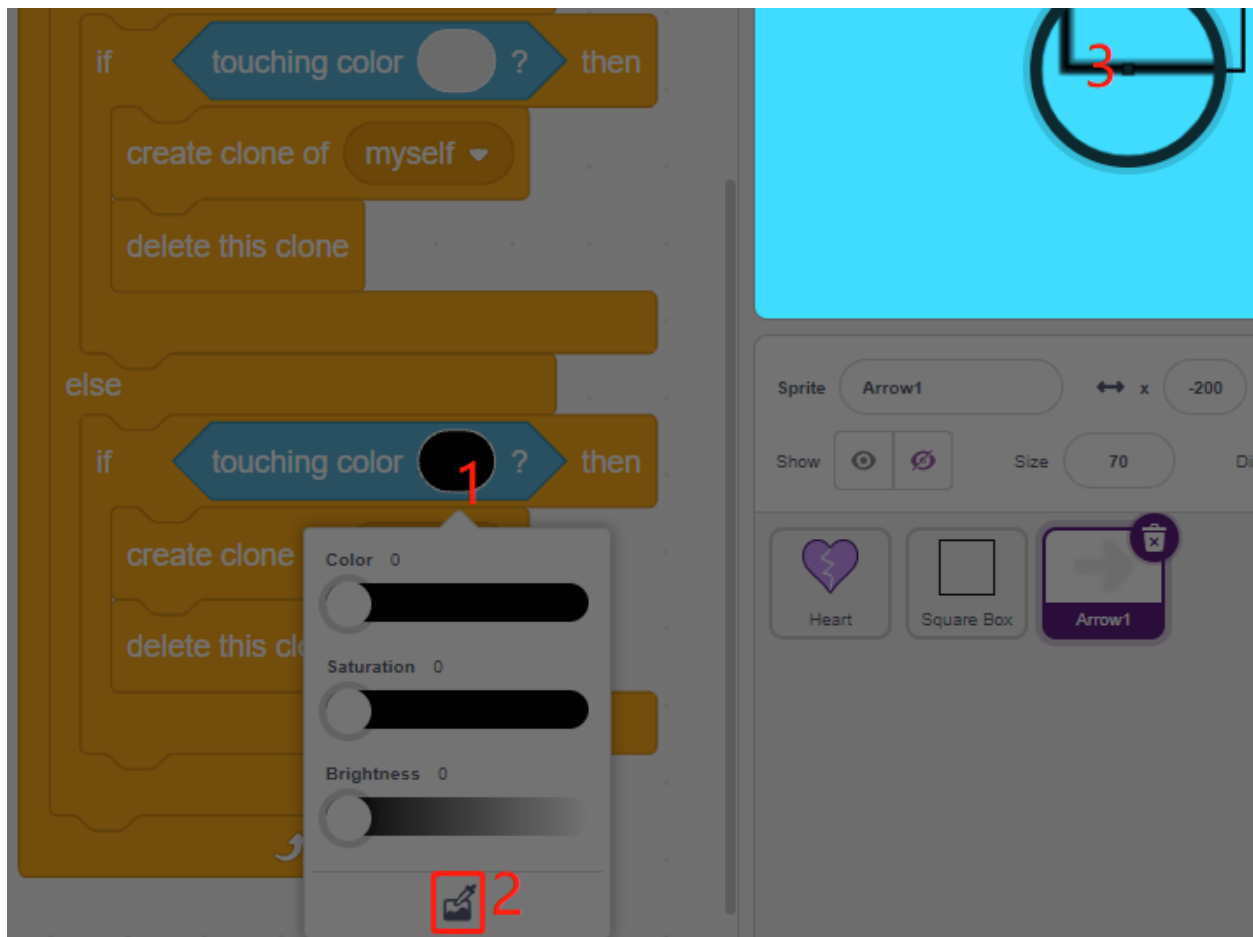 if touching color ? then
create clone of myself
delete this clone
else
if touching color ? then
1
create clone
delete this clo
Color 0
Saturation 0
Brightness 0
2
3
Sprite Arrow1 x -200
Show Size 70 Di
Heart Square Box Arrow1